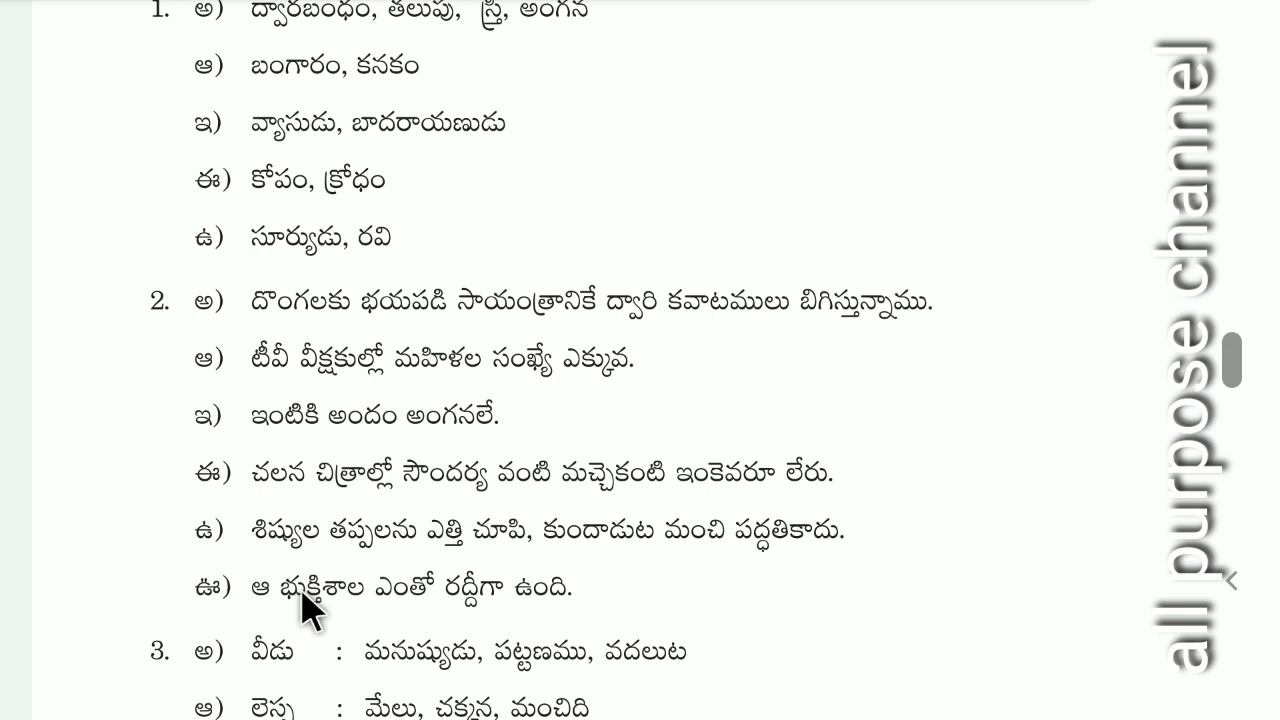 1. అ) ద్వారబంధం, తలుపు, స్త్రీ, అంగన
ఆ) బంగారం, కనకం
ఇ) వ్యాసుడు, బాదరాయణుడు
ఈ) కోపం, క్రోధం
ఉ) సూర్యుడు, రవి
2. అ) దొంగలకు భయపడి సాయంత్రానికే ద్వారి కవాటములు బిగిస్తున్నాము.
ఆ) టీవీ వీక్షకుల్లో మహిళల సంఖ్యే ఎక్కువ.
ఇ) ఇంటికి అందం అంగనలే.
ఈ) చలన చిత్రాల్లో సౌందర్య వంటి మచ్చెకంటి ఇంకెవరూ లేరు.
ఉ) శిష్యుల తప్పలను ఎత్తి చూపి, కుందాడుట మంచి పద్ధతికాదు.
ఊ) ఆ భుక్తిశాల ఎంతో రద్దీగా ఉంది.
3. అ) వీడు : మనుష్యుడు, పట్టణము, వదలుట
ఆ) లెస్స : మేలు, చక్కన, మంచిది
all purpose channel